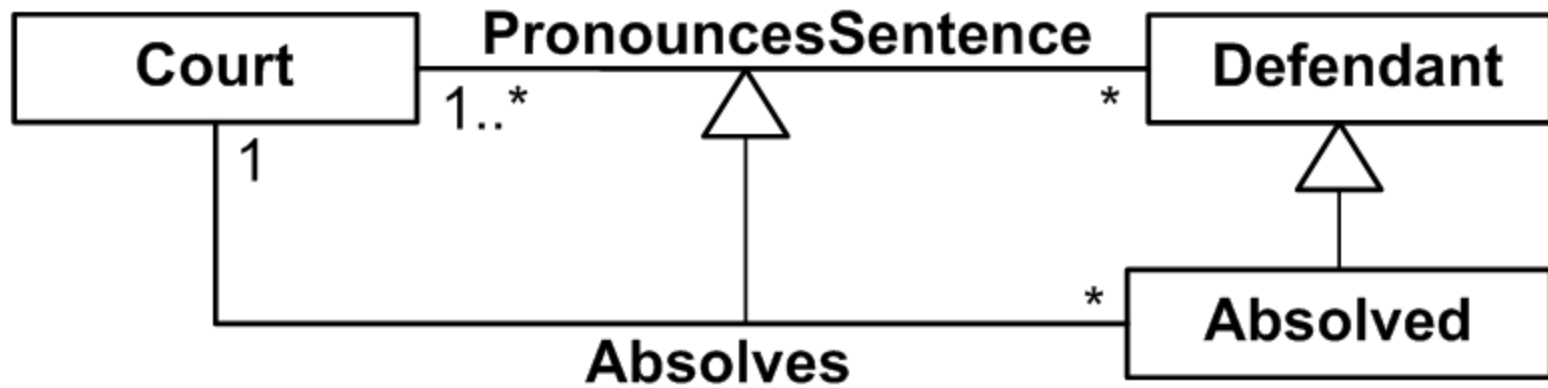 PronouncesSentence
Court
Defendant
1..*
*
1
*
Absolved
Absolves